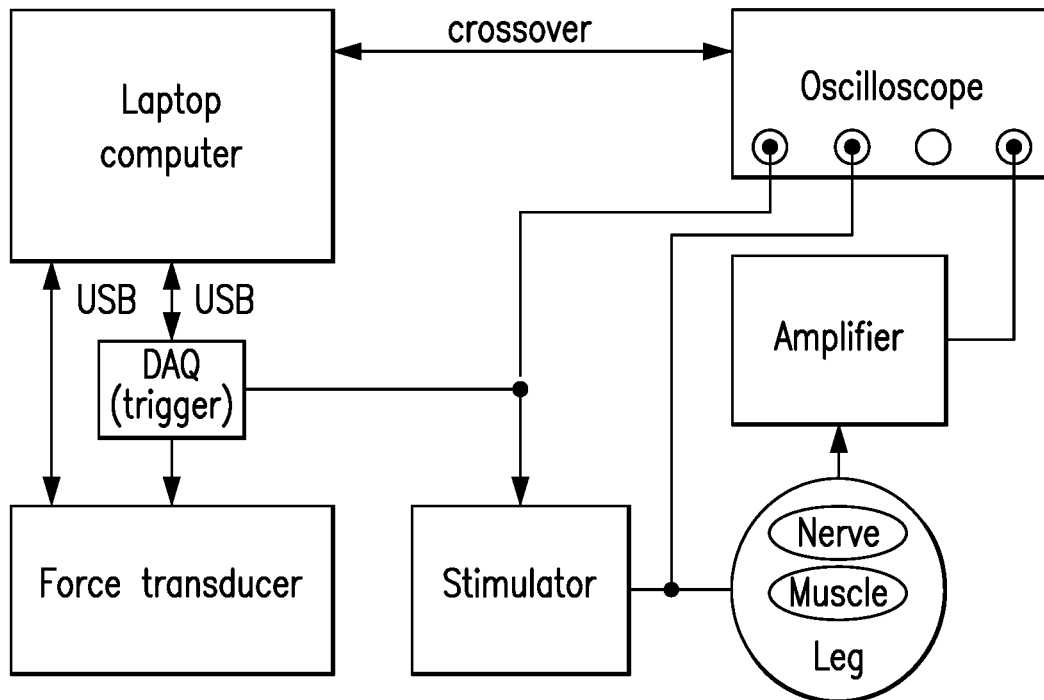 crossover
Laptop
computer
Oscilloscope
USB
USB
DAQ
(trigger)
Amplifier
Force transducer
Stimulator
Nerve
Muscle
Leg